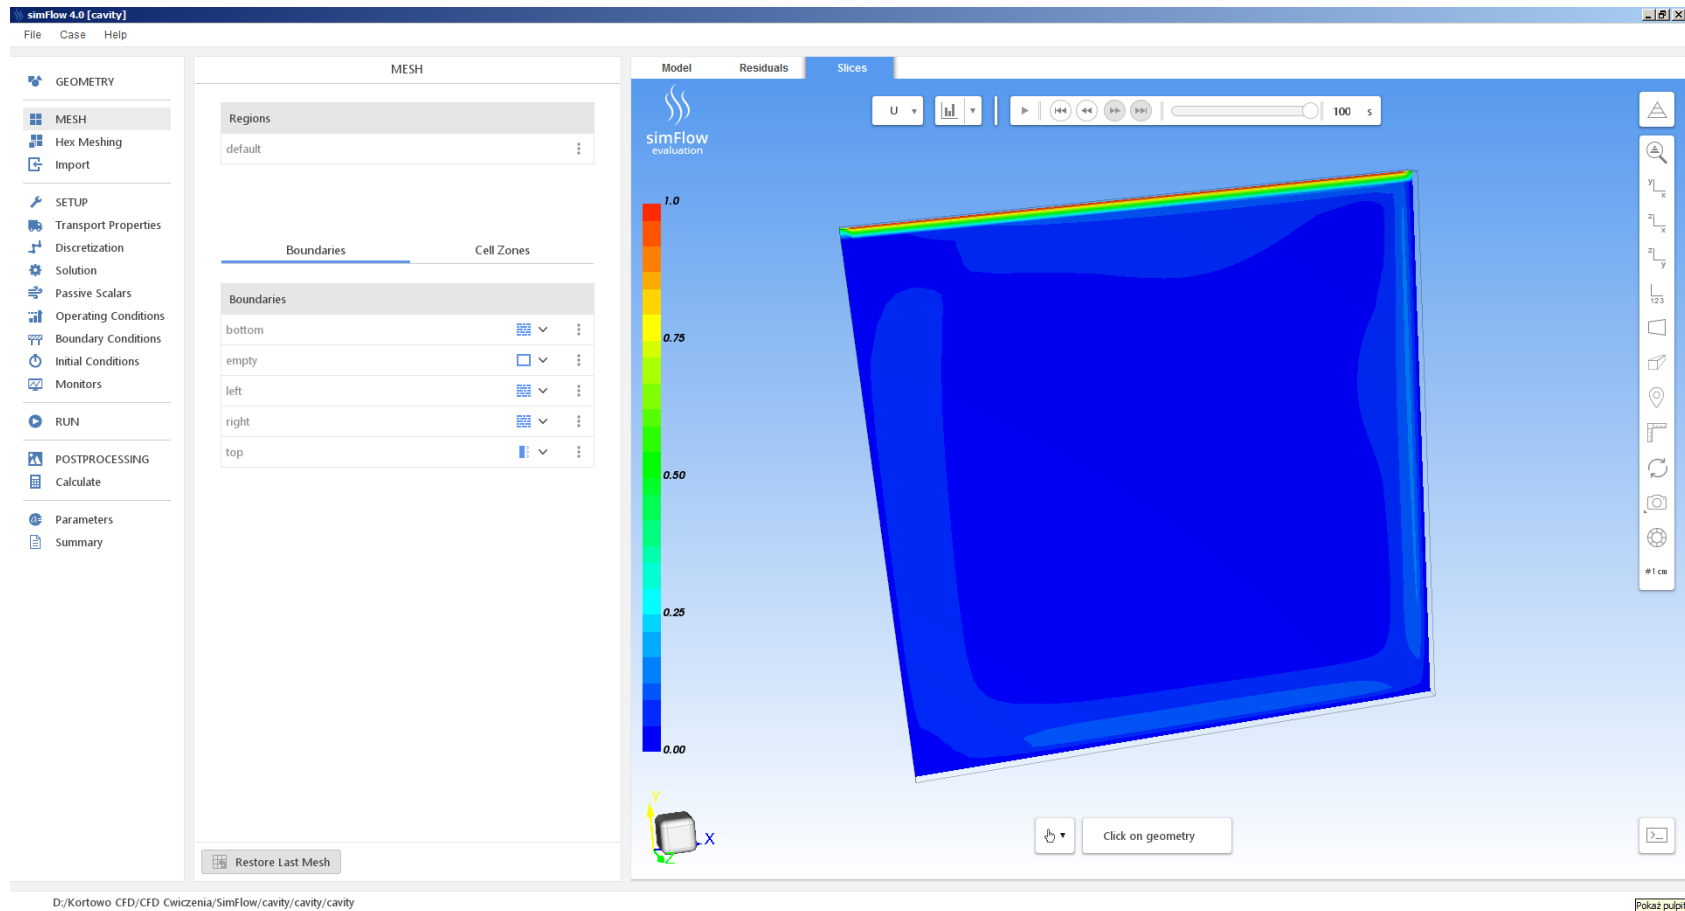 simFlow 4.0 [cavity]
File Case Help
GEOMETRY
MESH
Hex Meshing
Import
SETUP
Transport Properties
Discretization
Solution
Passive Scalars
Operating Conditions
Boundary Conditions
Initial Conditions
Monitors
RUN
POSTPROCESSING
Calculate
Parameters
Summary
MESH
Regions
default
Boundaries Cell Zones
Boundaries
bottom
empty
left
right
top
Restore Last Mesh
Model Residuals Slices
simFlow
evaluation
U 100 s
1.0
0.75
0.50
0.25
0.00
Y
X
Z
Click on geometry
y
x
z
x
z
y
123
#1 cm
D:/Kortowo CFD/CFD Cwiczenia/SimFlow/cavity/cavity/cavity
Pokaż pulpit